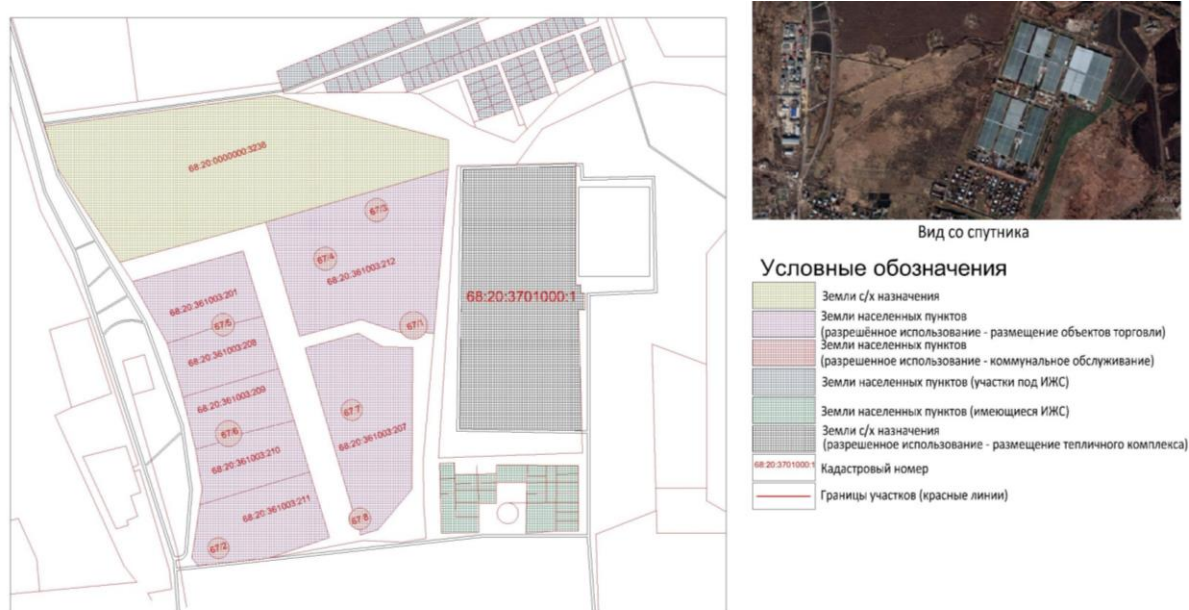 68:20:0000000:3236
67/3
67/4
68:20:361003:212
67/1
68:20:361003:201
67/5
68:20:361003:208
68:20:361003:209
67/6
68:20:361003:210
68:20:361003:211
67/2
67/7
68:20:361003:207
67/8
68:20:3701000:1
Вид со спутника
Условные обозначения
Земли с/х назначения
Земли населенных пунктов
(разрешённое использование - размещение объектов торговли)
Земли населенных пунктов
(разрешенное использование - коммунальное обслуживание)
Земли населенных пунктов (участки под ИЖС)
Земли населенных пунктов (имеющиеся ИЖС)
Земли с/х назначения
(разрешенное использование - размещение тепличного комплекса)
68:20:3701000:1
Кадастровый номер
Границы участков (красные линии)